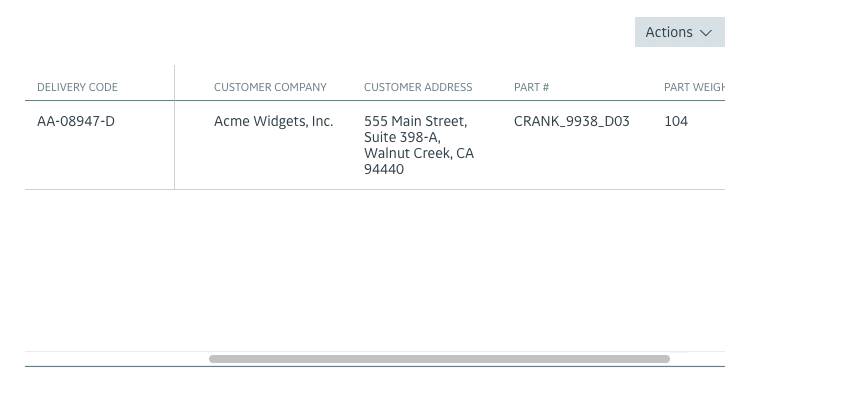 Actions
DELIVERY CODE CUSTOMER COMPANY CUSTOMER ADDRESS PART # PART WEIGH
AA-08947-D Acme Widgets, Inc. 555 Main Street, CRANK_9938_D03 104
Suite 398-A,
Walnut Creek, CA
94440